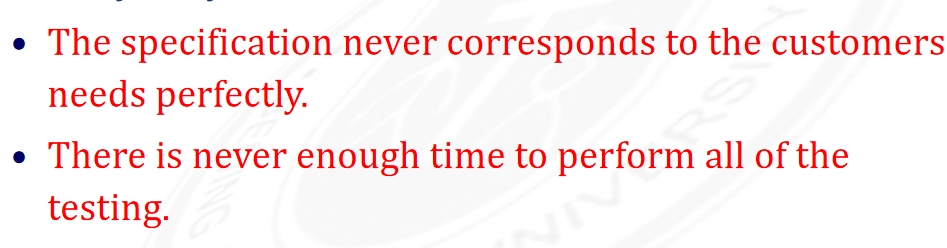 • The specification never corresponds to the customers
needs perfectly.
• There is never enough time to perform all of the
testing.